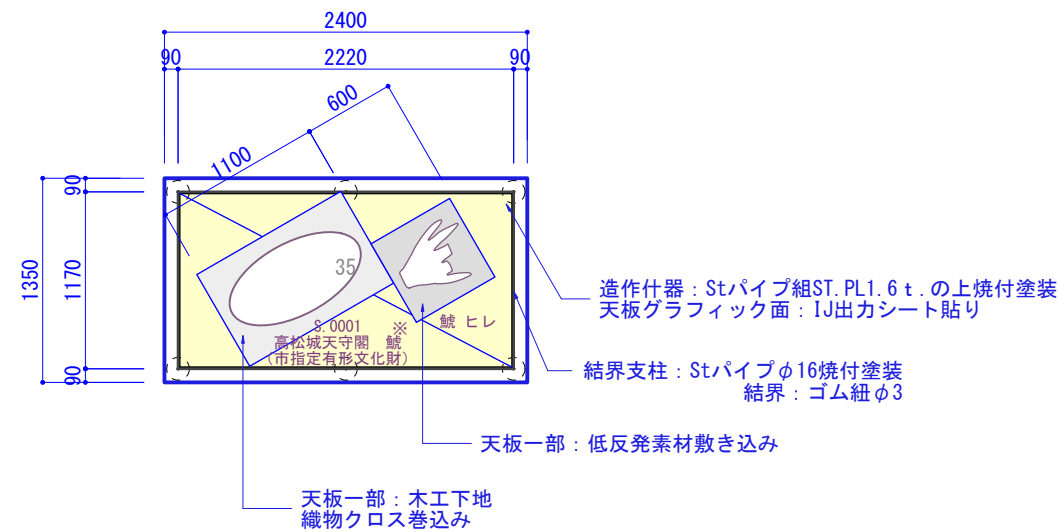 2400
90
2220
90
600
1100
90
1350
1170
90
35
S.0001
※
鯱 ヒレ
高松城天守閣 鯱
(市指定有形文化財)
造作什器：Stパイプ組ST.PL1.6ｔ.の上焼付塗装
天板グラフィック面：IJ出力シート貼り
結界支柱：Stパイプφ16焼付塗装
結界：ゴム紐φ3
天板一部：低反発素材敷き込み
天板一部：木工下地
織物クロス巻込み